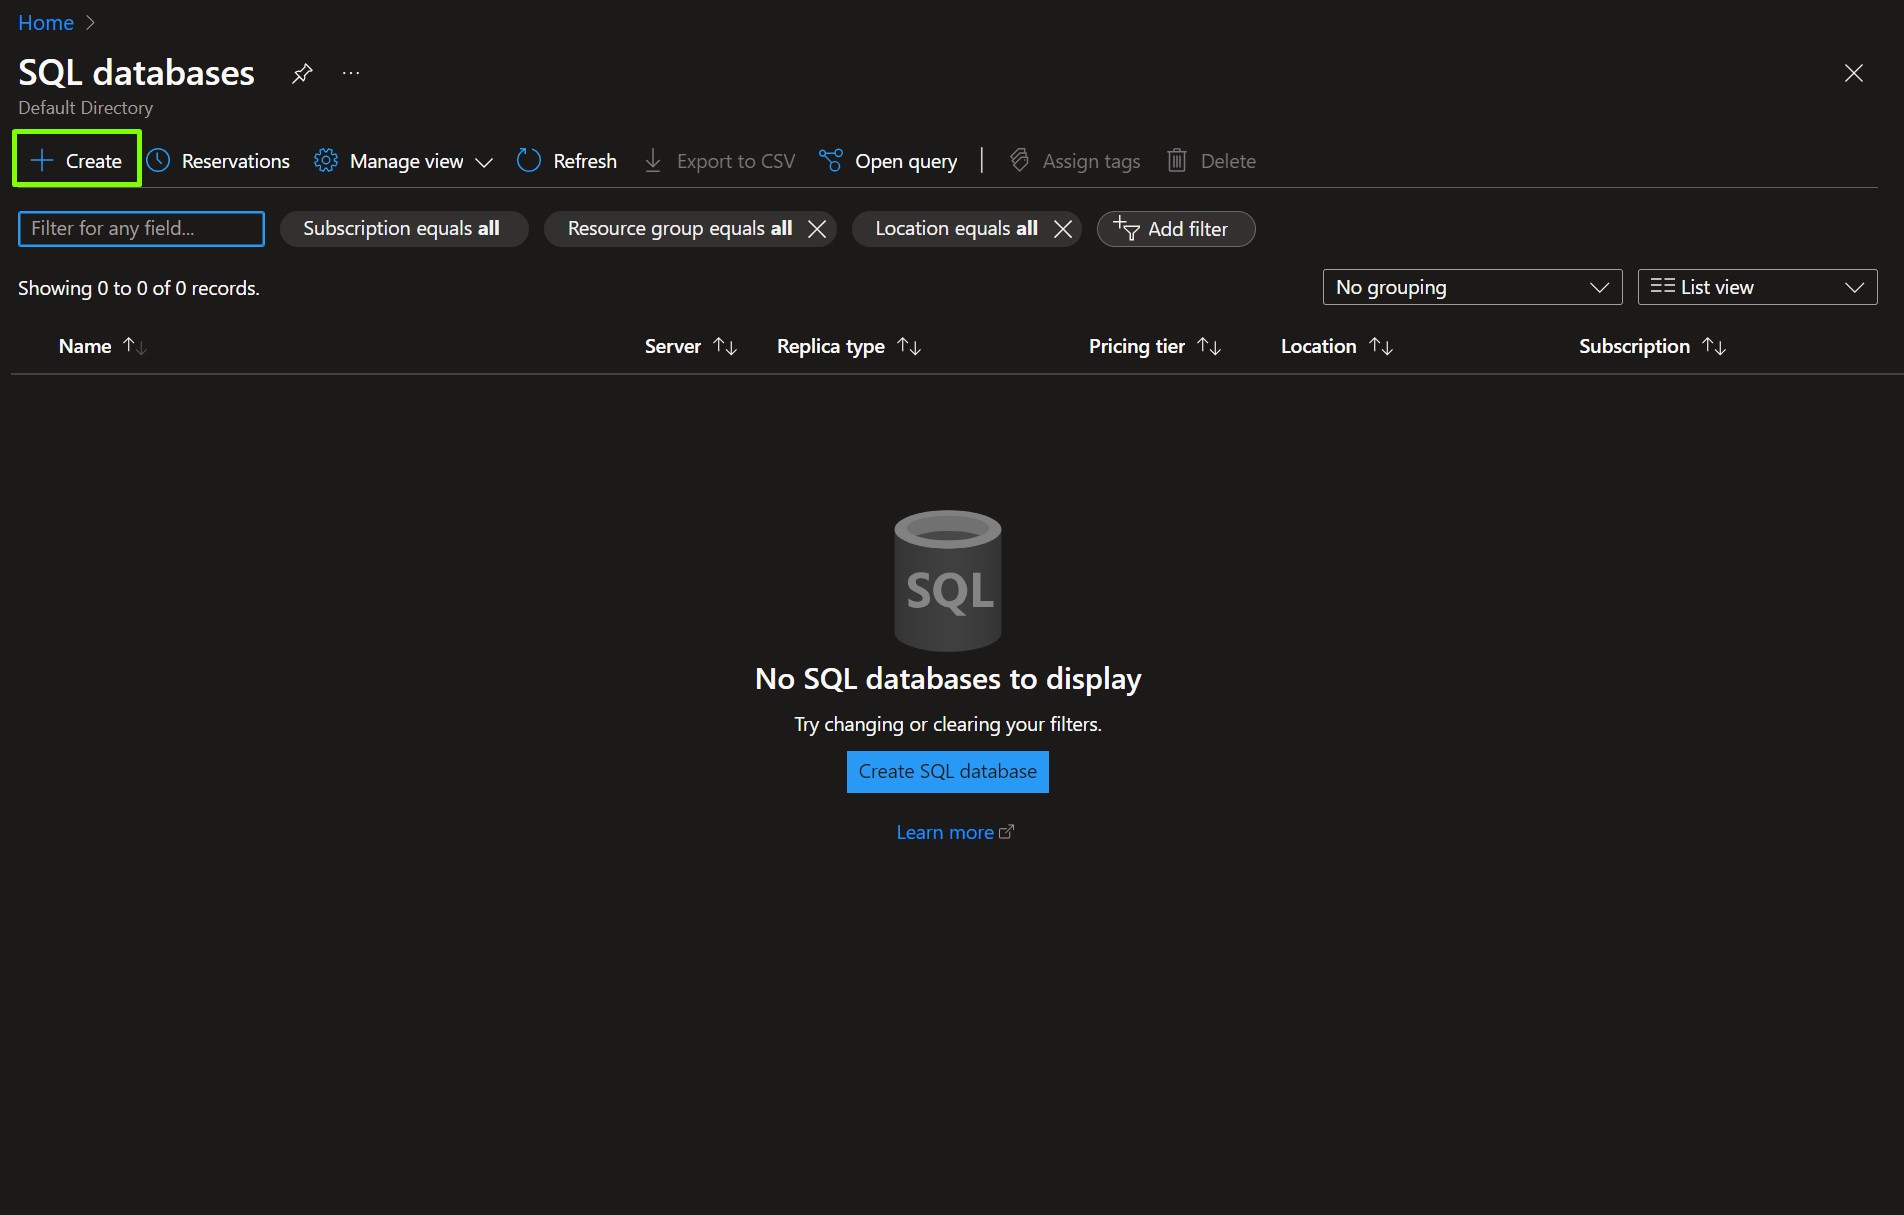 Home
SQL databases ...
Default Directory
Create Reservations Manage view Refresh Export to CSV Open query | Assign tags Delete
Filter for any field... Subscription equals all Resource group equals all Location equals all Add filter
Showing 0 to 0 of 0 records. No grouping List view
Name Server Replica type Pricing tier Location Subscription
SQL
No SQL databases to display
Try changing or clearing your filters.
Create SQL database
Learn more